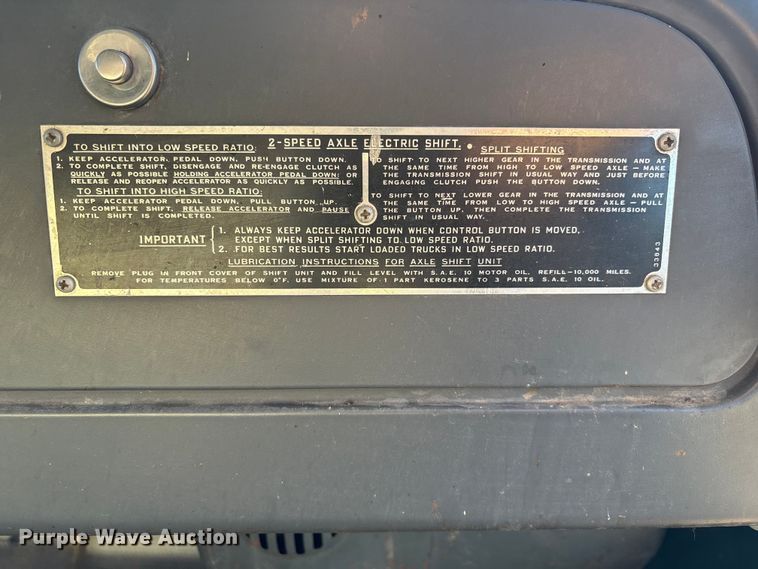 2-SPEED AXLE ELECTRIC SHIFT.
TO SHIFT INTO LOW SPEED RATIO:
1. KEEP ACCELERATOR PEDAL DOWN, PUSH BUTTON DOWN.
2. TO COMPLETE SHIFT, DISENGAGE AND RE-ENGAGE CLUTCH AS
QUICKLY AS POSSIBLE HOLDING ACCELERATOR PEDAL DOWN; OR
RELEASE AND REOPEN ACCELERATOR AS QUICKLY AS POSSIBLE.
TO SHIFT INTO HIGH SPEED RATIO:
1. KEEP ACCELERATOR PEDAL DOWN, PULL BUTTON UP.
2. TO COMPLETE SHIFT, RELEASE ACCELERATOR AND PAUSE
UNTIL SHIFT IS COMPLETED.
SPLIT SHIFTING
TO SHIFT TO NEXT HIGHER GEAR IN THE TRANSMISSION AND AT
THE SAME TIME FROM HIGH TO LOW SPEED AXLE — MAKE
THE TRANSMISSION SHIFT IN USUAL WAY AND JUST BEFORE
ENGAGING CLUTCH PUSH THE BUTTON DOWN.
TO SHIFT TO NEXT LOWER GEAR IN THE TRANSMISSION AND AT
THE SAME TIME FROM LOW TO HIGH SPEED AXLE — PULL
THE BUTTON UP, THEN COMPLETE THE TRANSMISSION
SHIFT IN USUAL WAY.
IMPORTANT
1. ALWAYS KEEP ACCELERATOR DOWN WHEN CONTROL BUTTON IS MOVED,
EXCEPT WHEN SPLIT SHIFTING TO LOW SPEED RATIO.
2. FOR BEST RESULTS START LOADED TRUCKS IN LOW SPEED RATIO.
LUBRICATION INSTRUCTIONS FOR AXLE SHIFT UNIT
REMOVE PLUG IN FRONT COVER OF SHIFT UNIT AND FILL LEVEL WITH S.A.E. 10 MOTOR OIL. REFILL—10,000 MILES.
FOR TEMPERATURES BELOW 0°F. USE MIXTURE OF 1 PART KEROSENE TO 3 PARTS S.A.E. 10 OIL.
33843
Purple Wave Auction